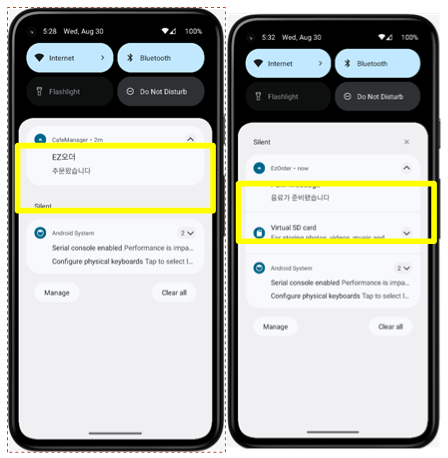 5:28 Wed, Aug 30 100%
Internet
Bluetooth
Flashlight
Do Not Disturb
CafeManager • 2m
EZ오더
주문왔습니다
Silent
Android System 2
Serial console enabled Performance is impa...
Configure physical keyboards Tap to select l...
Manage
Clear all
5:32 Wed, Aug 30 100%
Internet
Bluetooth
Flashlight
Do Not Disturb
Silent
EzOrder • now
음료가 준비됐습니다
Virtual SD card
For storing photos, videos, music and
Android System 2
Serial console enabled Performance is impa...
Configure physical keyboards Tap to select l...
Manage
Clear all